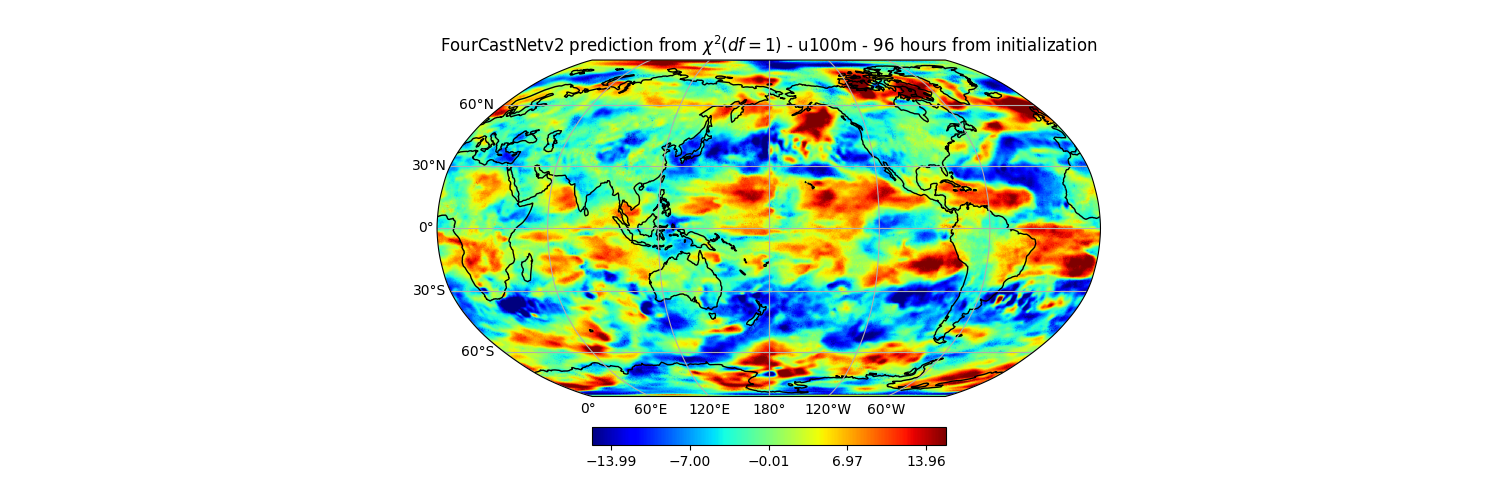 FourCastNetv2 prediction from χ²(df = 1) - u100m - 96 hours from initialization
60°N
30°N
0°
30°S
60°S
0° 60°E 120°E 180° 120°W 60°W
−13.99 −7.00 −0.01 6.97 13.96